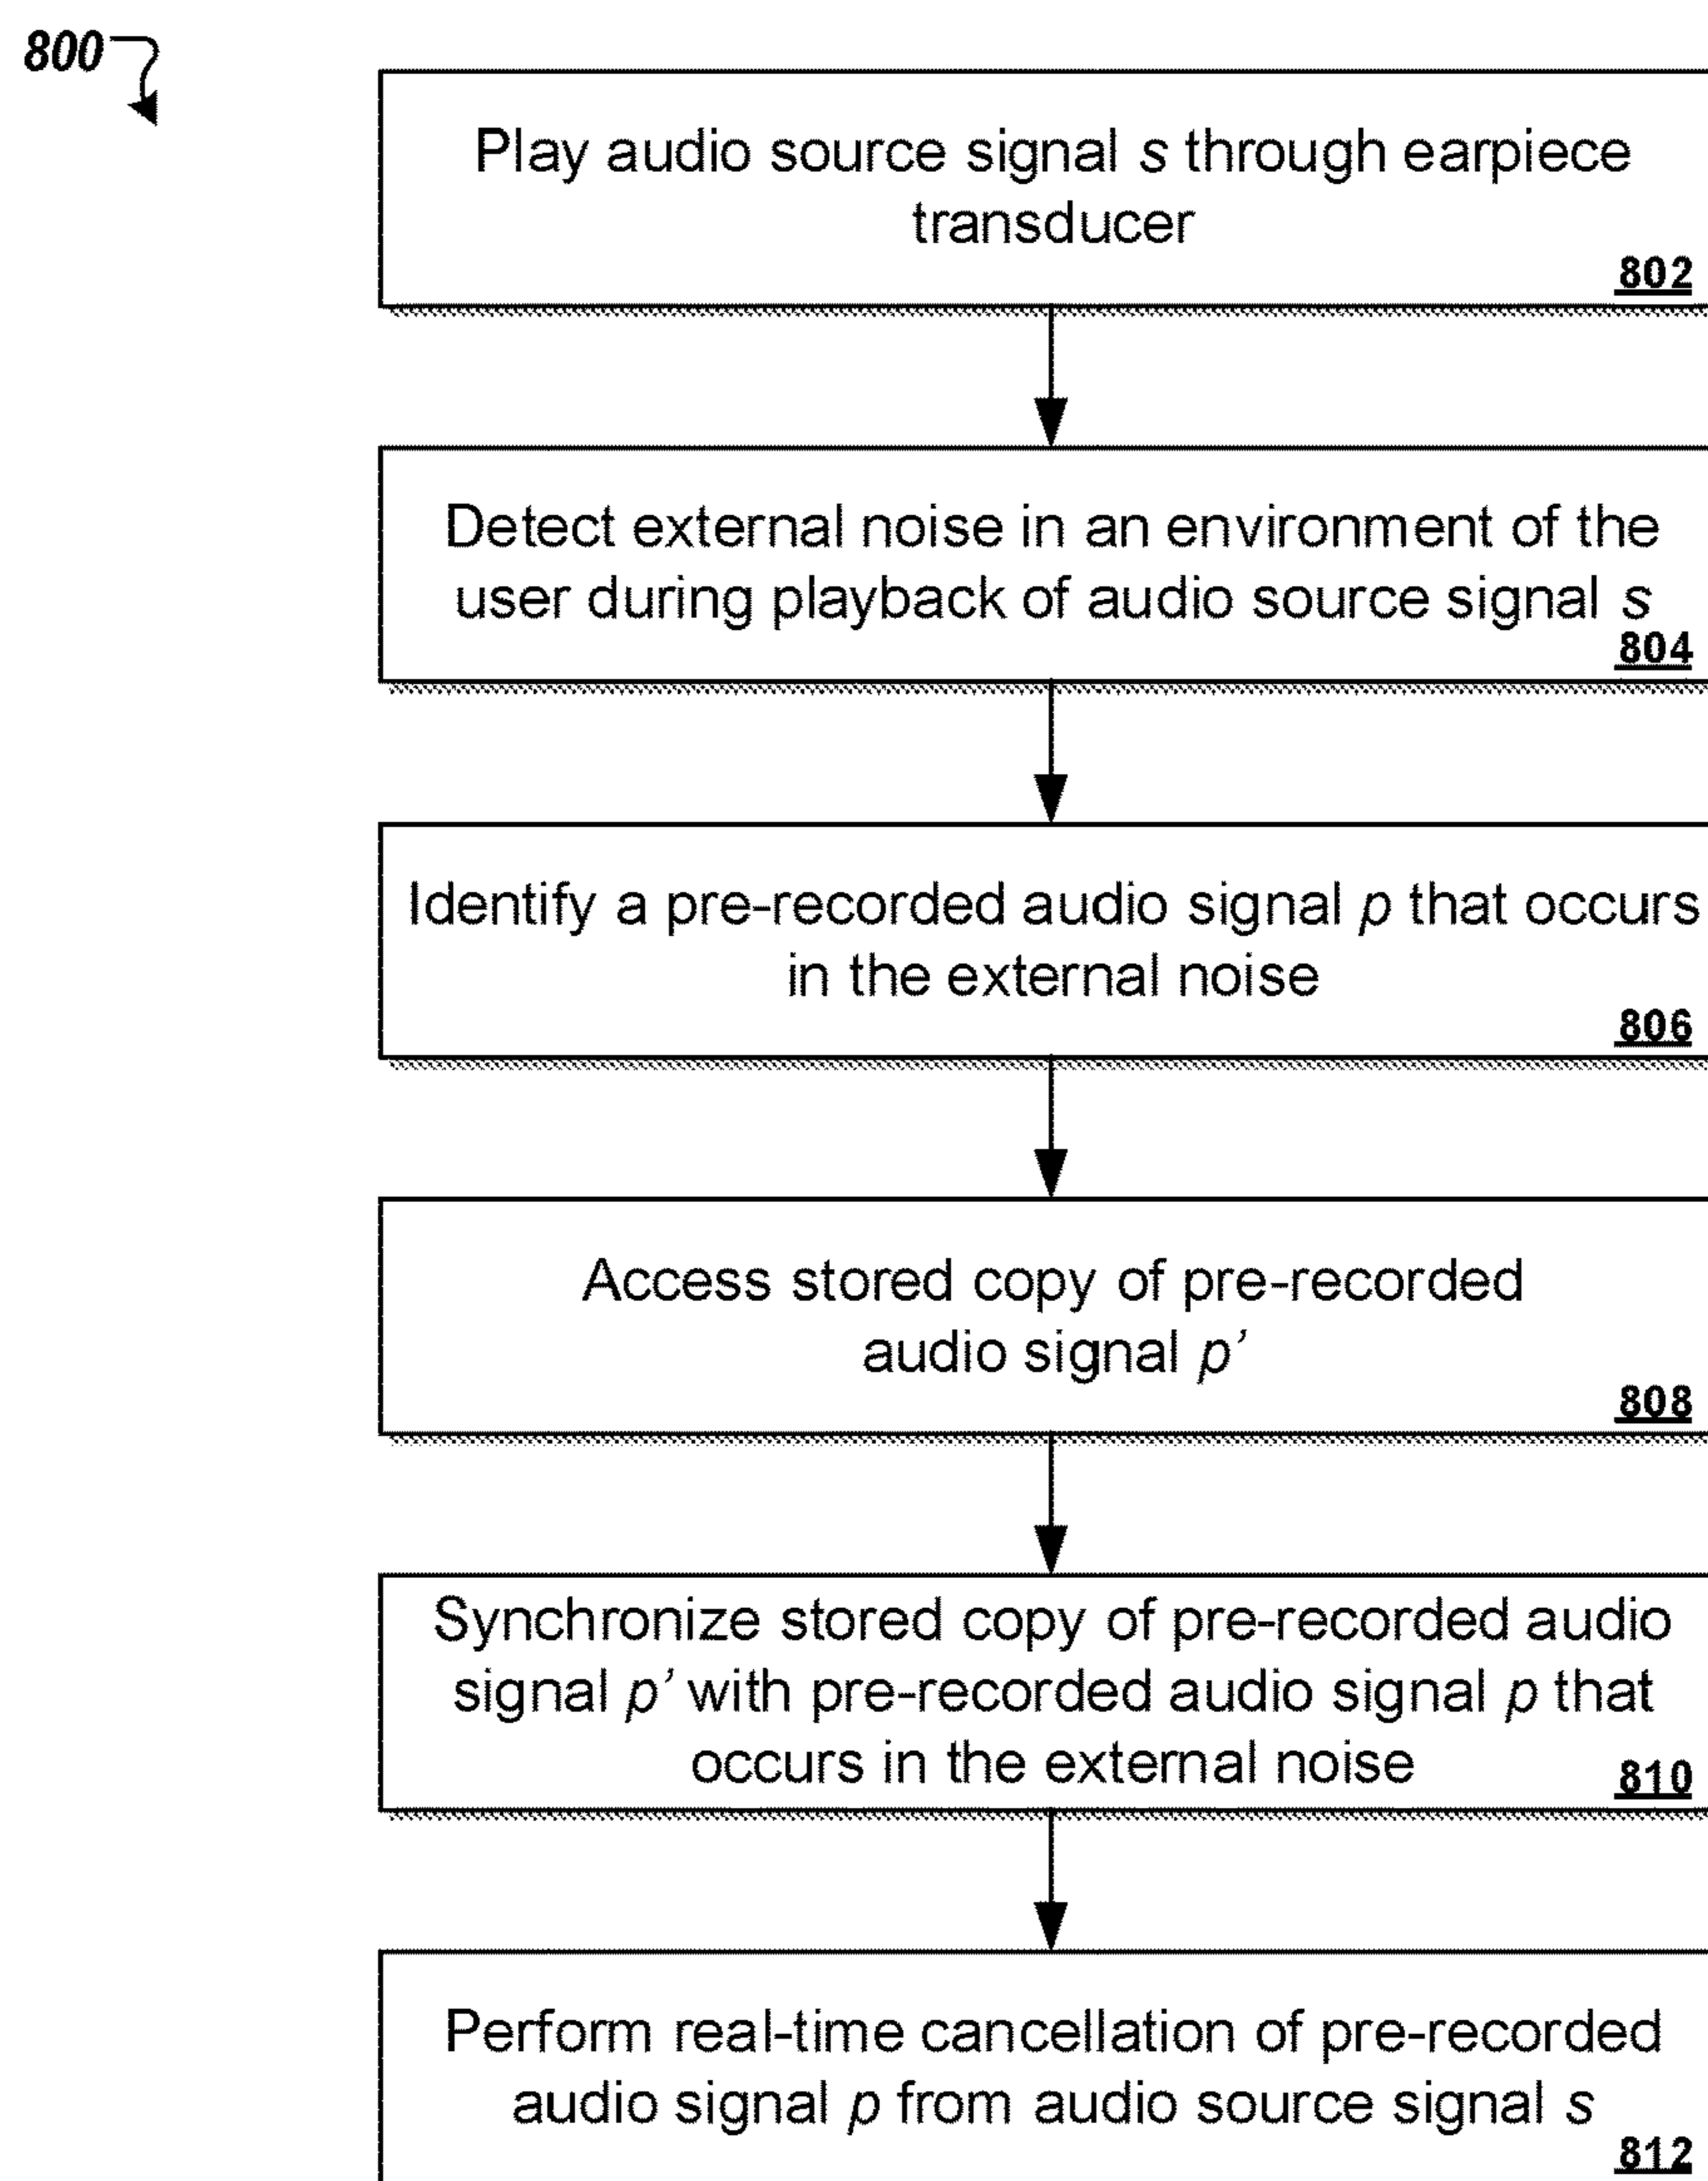 800
Play audio source signal s through earpiece
transducer
802
Detect external noise in an environment of the
user during playback of audio source signal s
804
Identify a pre-recorded audio signal p that occurs
in the external noise
806
Access stored copy of pre-recorded
audio signal p’
808
Synchronize stored copy of pre-recorded audio
signal p’ with pre-recorded audio signal p that
occurs in the external noise
810
Perform real-time cancellation of pre-recorded
audio signal p from audio source signal s
812